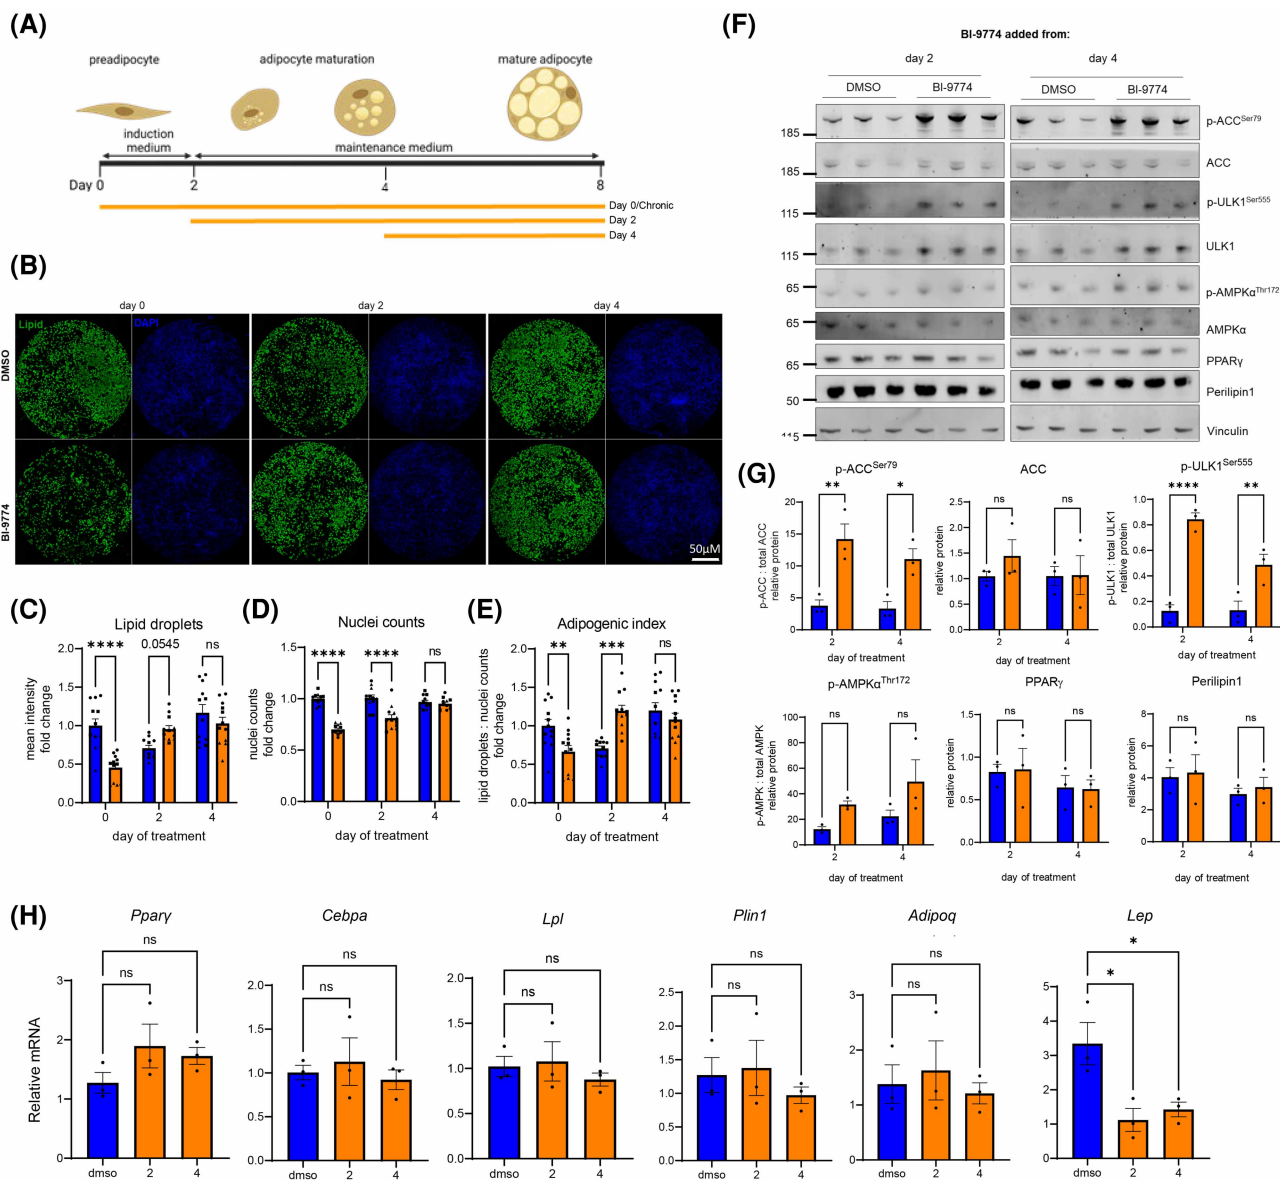 (A)
preadipocyte
adipocyte maturation
mature adipocyte
induction
medium
maintenance medium
Day 0
2
4
8
Day 0/Chronic
Day 2
Day 4
(B)
day 0
day 2
day 4
Lipid
DAPI
DMSO
BI-9774
50μM
(C)
Lipid droplets
****
0.0545
ns
mean intensity
fold change
2.0
1.5
1.0
0.5
0.0
0
2
4
day of treatment
(D)
Nuclei counts
****
****
ns
nuclei counts
fold change
1.5
1.0
0.5
0.0
0
2
4
day of treatment
(E)
Adipogenic index
**
***
ns
lipid droplets : nuclei counts
fold change
2.0
1.5
1.0
0.5
0.0
0
2
4
day of treatment
(F)
BI-9774 added from:
day 2
day 4
DMSO
BI-9774
DMSO
BI-9774
185
p-ACCSer79
185
ACC
115
p-ULK1Ser555
115
ULK1
65
p-AMPKαThr172
65
AMPKα
65
PPARγ
50
Perilipin1
Vinculin
(G)
p-ACCSer79
**
*
p-ACC : total ACC
relative protein
20
15
10
5
0
2
4
day of treatment
ACC
ns
ns
relative protein
2.5
2.0
1.5
1.0
0.5
0.0
2
4
day of treatment
p-ULK1Ser555
****
**
p-ULK1 : total ULK1
relative protein
1.0
0.8
0.6
0.4
0.2
0.0
2
4
day of treatment
p-AMPKαThr172
ns
ns
p-AMPK : total AMPK
relative protein
100
80
60
40
20
0
2
4
day of treatment
PPARγ
ns
ns
relative protein
1.5
1.0
0.5
0.0
2
4
day of treatment
Perilipin1
ns
ns
relative protein
10
8
6
4
2
0
2
4
day of treatment
(H)
Relative mRNA
Pparγ
ns
ns
3
2
1
0
dmso
2
4
Cebpa
ns
ns
2.0
1.5
1.0
0.5
0.0
dmso
2
4
Lpl
ns
ns
2.0
1.5
1.0
0.5
0.0
dmso
2
4
Plin1
ns
ns
2.5
2.0
1.5
1.0
0.5
0.0
dmso
2
4
Adipoq
ns
ns
3
2
1
0
dmso
2
4
Lep
*
*
5
4
3
2
1
0
dmso
2
4